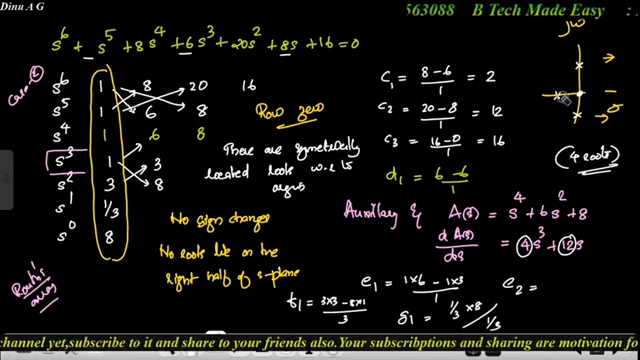 Dinu A G
563088 B Tech Made Easy
s⁶ + s⁵ + 8s⁴ + 6s³ + 20s² + 8s + 16 = 0
jω
σ
Case-2
s⁶ 1 8 20 16
s⁵ 1 6 8
s⁴ 1 6 8
s³ 1 3
s² 3 8
s¹ 1/3
s⁰ 8
Row zero
There are symetrically
located roots w.r.to
origin
No sign changes
No roots lie on the
right half of s-plane
Routh's
array
C₁ = (8-6)/1 = 2
C₂ = (20-8)/1 = 12
C₃ = (16-0)/1 = 16
d₁ = (6-6)/1
(4 roots)
Auxiliary Eq A(s) = s⁴ + 6s² + 8
dA(s)/ds = 4s³ + 12s
e₁ = (1×6 - 1×3)/1 e₂ =
f₁ = (3×3 - 8×1)/3 g₁ = (1/3 × 8)/(1/3)
channel yet,subscribe to it and share to your friends also.Your subscribtions and sharing are motivation fo